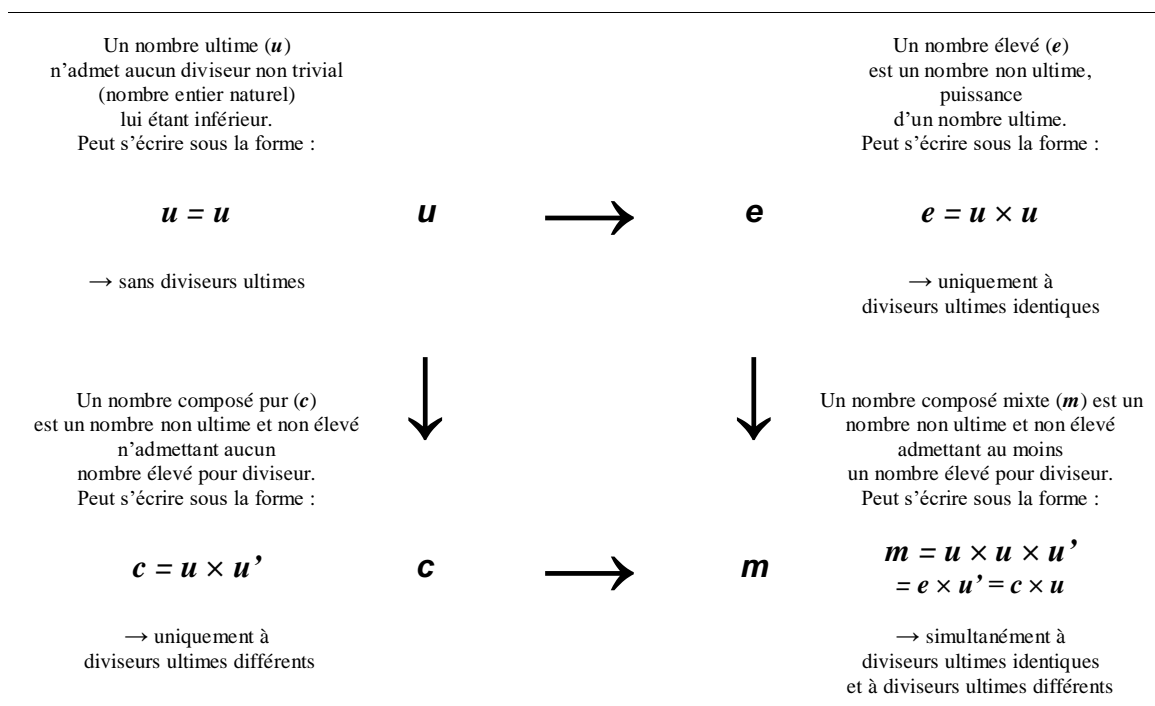 Un nombre ultime (u)
n'admet aucun diviseur non trivial
(nombre entier naturel)
lui étant inférieur.
Peut s'écrire sous la forme :
Un nombre élevé (e)
est un nombre non ultime,
puissance
d'un nombre ultime.
Peut s'écrire sous la forme :
u = u
u
→
e
e = u × u
→ sans diviseurs ultimes
→ uniquement à
diviseurs ultimes identiques
↓
↓
Un nombre composé pur (c)
est un nombre non ultime et non élevé
n'admettant aucun
nombre élevé pour diviseur.
Peut s'écrire sous la forme :
Un nombre composé mixte (m) est un
nombre non ultime et non élevé
admettant au moins
un nombre élevé pour diviseur.
Peut s'écrire sous la forme :
c = u × u’
c
→
m
m = u × u × u’
= e × u’ = c × u
→ uniquement à
diviseurs ultimes différents
→ simultanément à
diviseurs ultimes identiques
et à diviseurs ultimes différents